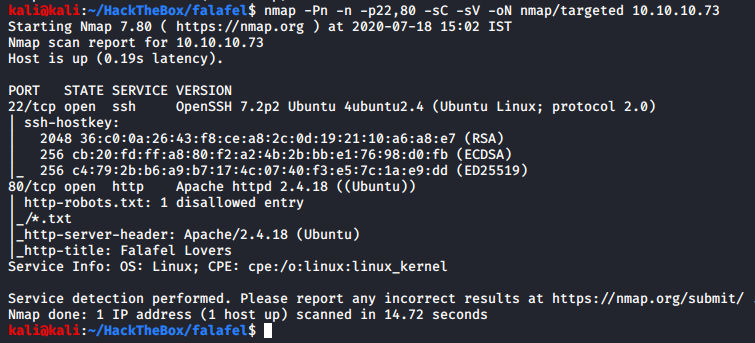 kali@kali:~/HackTheBox/falafel$ nmap -Pn -n -p22,80 -sC -sV -oN nmap/targeted 10.10.10.73
Starting Nmap 7.80 ( https://nmap.org ) at 2020-07-18 15:02 IST
Nmap scan report for 10.10.10.73
Host is up (0.19s latency).

PORT   STATE SERVICE VERSION
22/tcp open  ssh     OpenSSH 7.2p2 Ubuntu 4ubuntu2.4 (Ubuntu Linux; protocol 2.0)
| ssh-hostkey:
|   2048 36:c0:0a:26:43:f8:ce:a8:2c:0d:19:21:10:a6:a8:e7 (RSA)
|   256 cb:20:fd:ff:a8:80:f2:a2:4b:2b:bb:e1:76:98:d0:fb (ECDSA)
|_  256 c4:79:2b:b6:a9:b7:17:4c:07:40:f3:e5:7c:1a:e9:dd (ED25519)
80/tcp open  http    Apache httpd 2.4.18 ((Ubuntu))
| http-robots.txt: 1 disallowed entry
|_/*.txt
|_http-server-header: Apache/2.4.18 (Ubuntu)
|_http-title: Falafel Lovers
Service Info: OS: Linux; CPE: cpe:/o:linux:linux_kernel

Service detection performed. Please report any incorrect results at https://nmap.org/submit/ .
Nmap done: 1 IP address (1 host up) scanned in 14.72 seconds
kali@kali:~/HackTheBox/falafel$